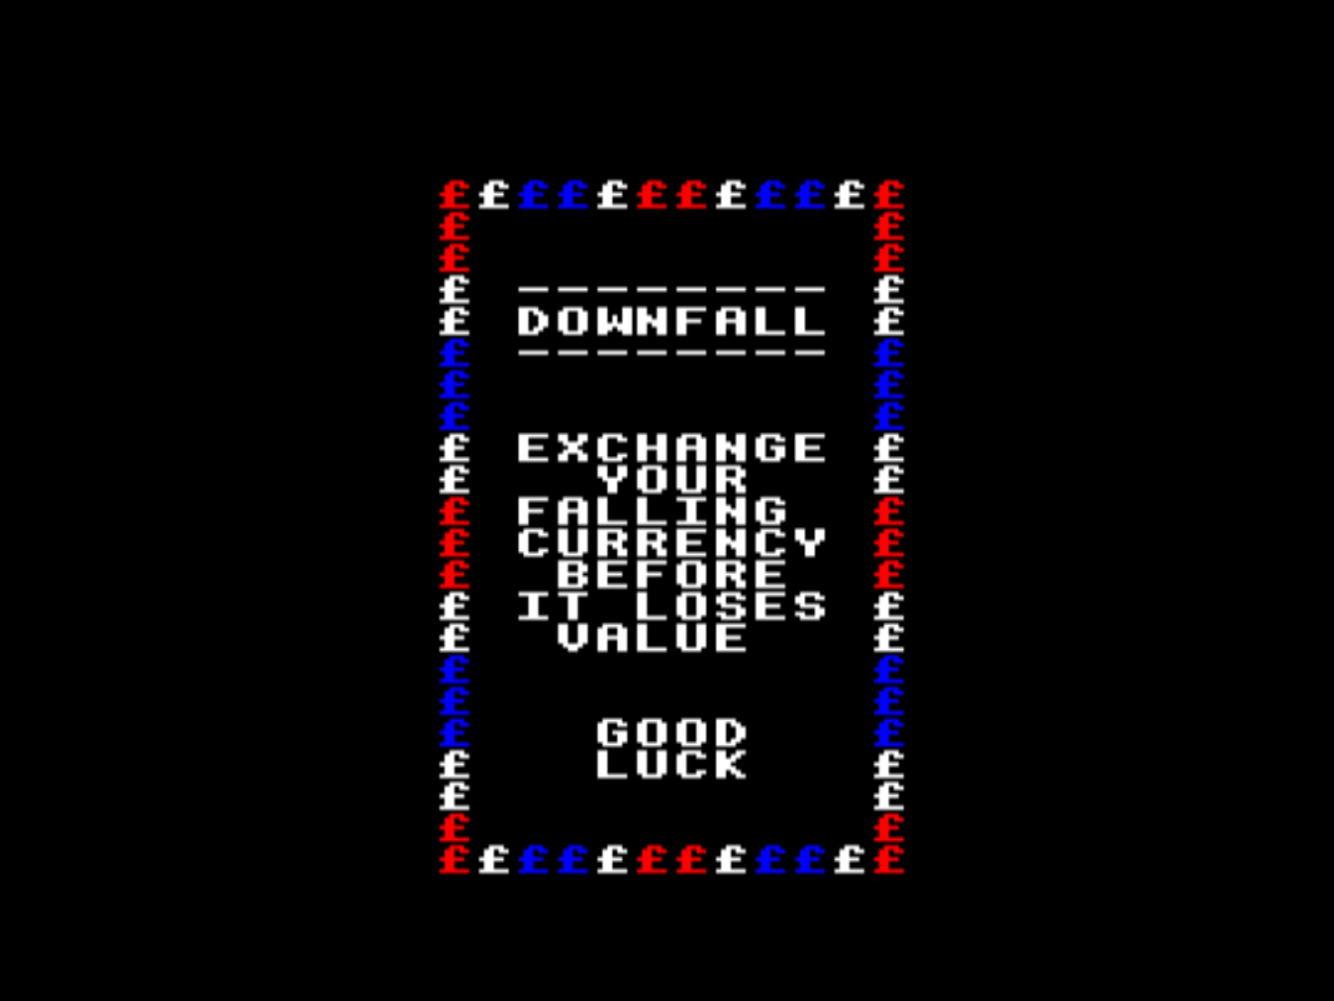 ££££££££££££
£ £
£ £
£ -------- £
£ DOWNFALL £
£ -------- £
£ £
£ £
£ EXCHANGE £
£ YOUR £
£ FALLING £
£ CURRENCY £
£ BEFORE £
£ IT LOSES £
£ VALUE £
£ £
£ £
£ GOOD £
£ LUCK £
£ £
£ £
££££££££££££